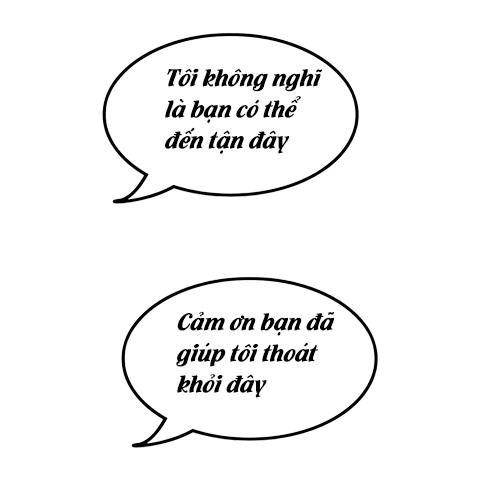 Tôi không nghĩ
là bạn có thể
đến tận đây
Cảm ơn bạn đã
giúp tôi thoát
khỏi đây